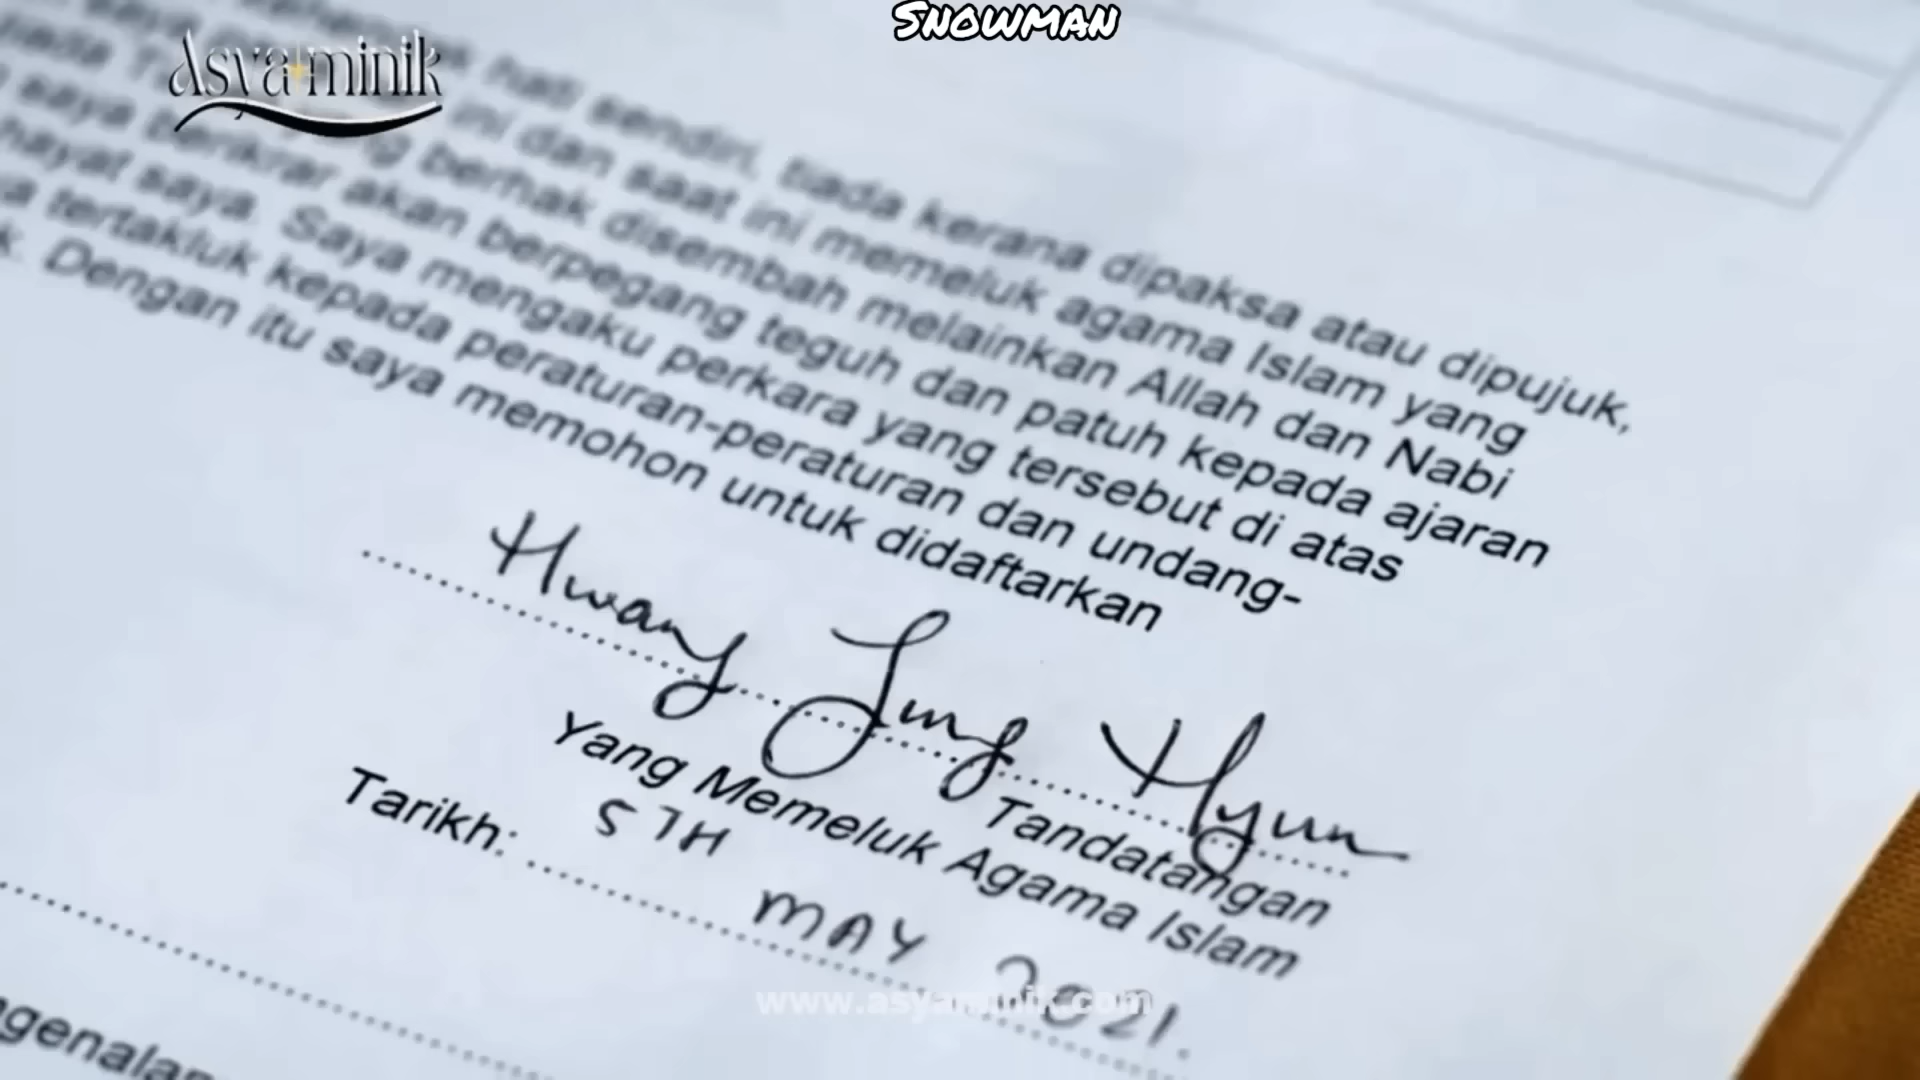 SNOWMAN
Asyaminik
hati sendiri, tiada kerana dipaksa atau dipujuk,
ini dan saat ini memeluk agama Islam yang
berhak disembah melainkan Allah dan Nabi
saya berikrar akan berpegang teguh dan patuh kepada ajaran
hayat saya. Saya mengaku perkara yang tersebut di atas
tertakluk kepada peraturan-peraturan dan undang-
k. Dengan itu saya memohon untuk didaftarkan
Hwang Jung Hyun
Tandatangan
Yang Memeluk Agama Islam
Tarikh: 5TH MAY 2021.
www.asyaminik.com